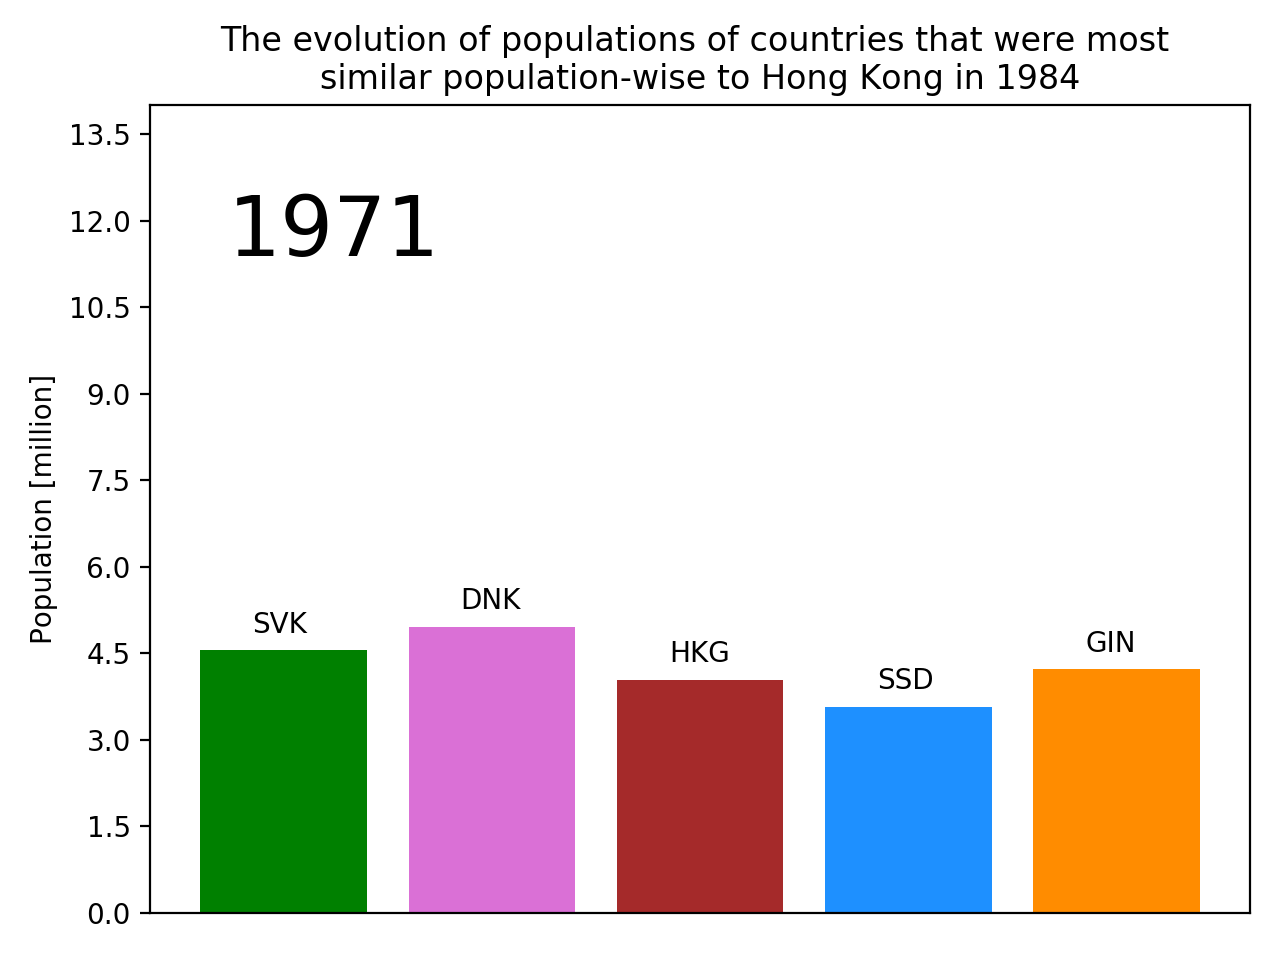 The evolution of populations of countries that were most
similar population-wise to Hong Kong in 1984
13.5
12.0
10.5
9.0
7.5
6.0
4.5
3.0
1.5
0.0
Population [million]
1971
SVK
DNK
HKG
SSD
GIN